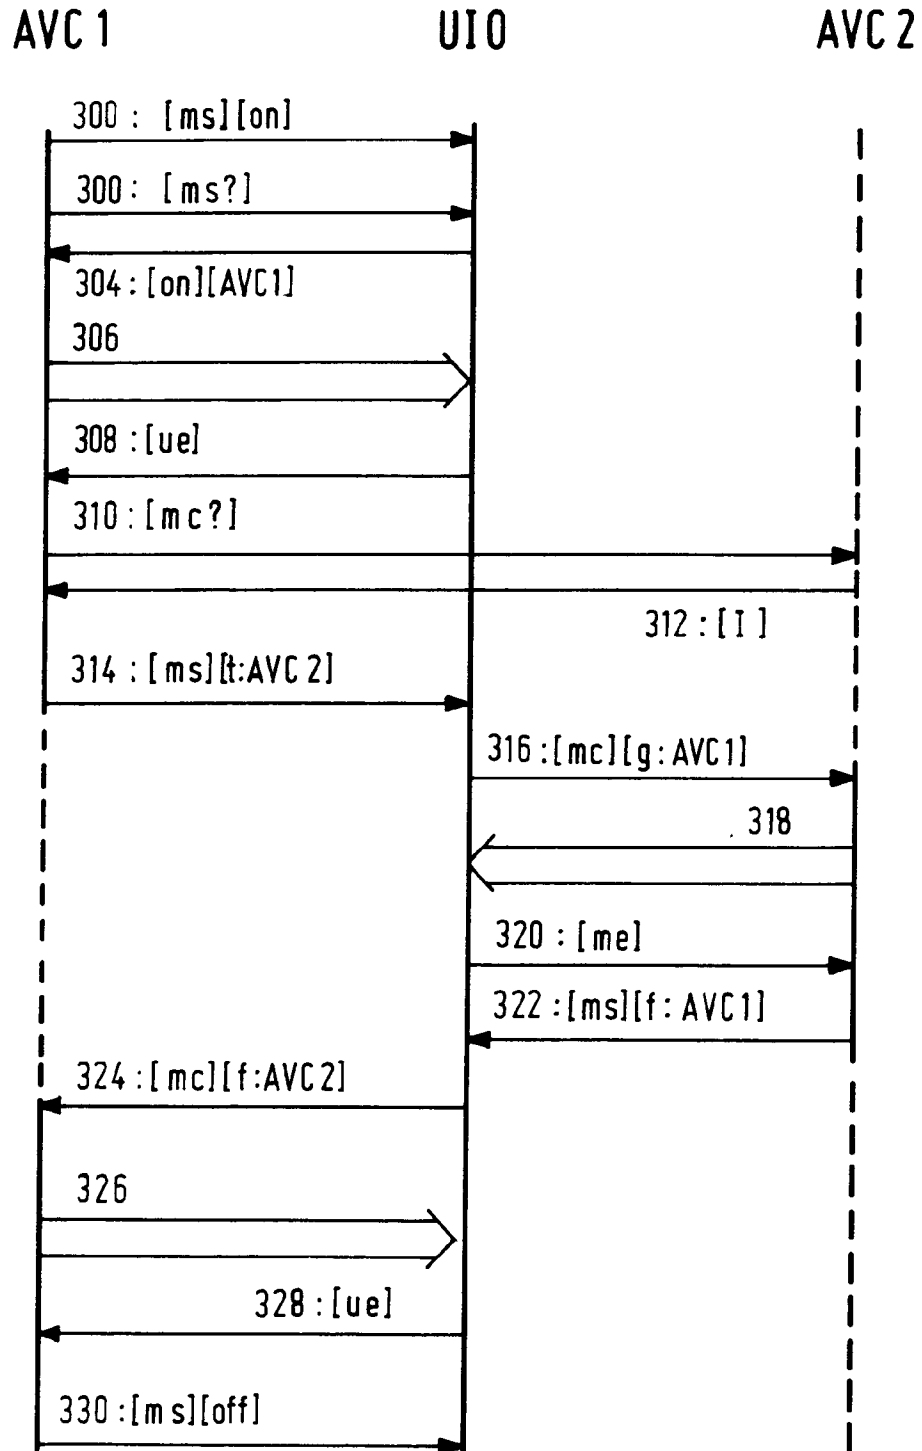 AVC 1 UIO AVC 2
300 : [ms][on]
300: [ms?]
304:[on][AVC1]
306
308 :[ue]
310:[mc?]
312:[I ]
314 :[ms][t:AVC 2]
316:[mc][g:AVC1]
318
320 : [me]
322 :[ms][f: AVC1]
324:[mc][f:AVC2]
326
328 :[ue]
330:[ms][off]